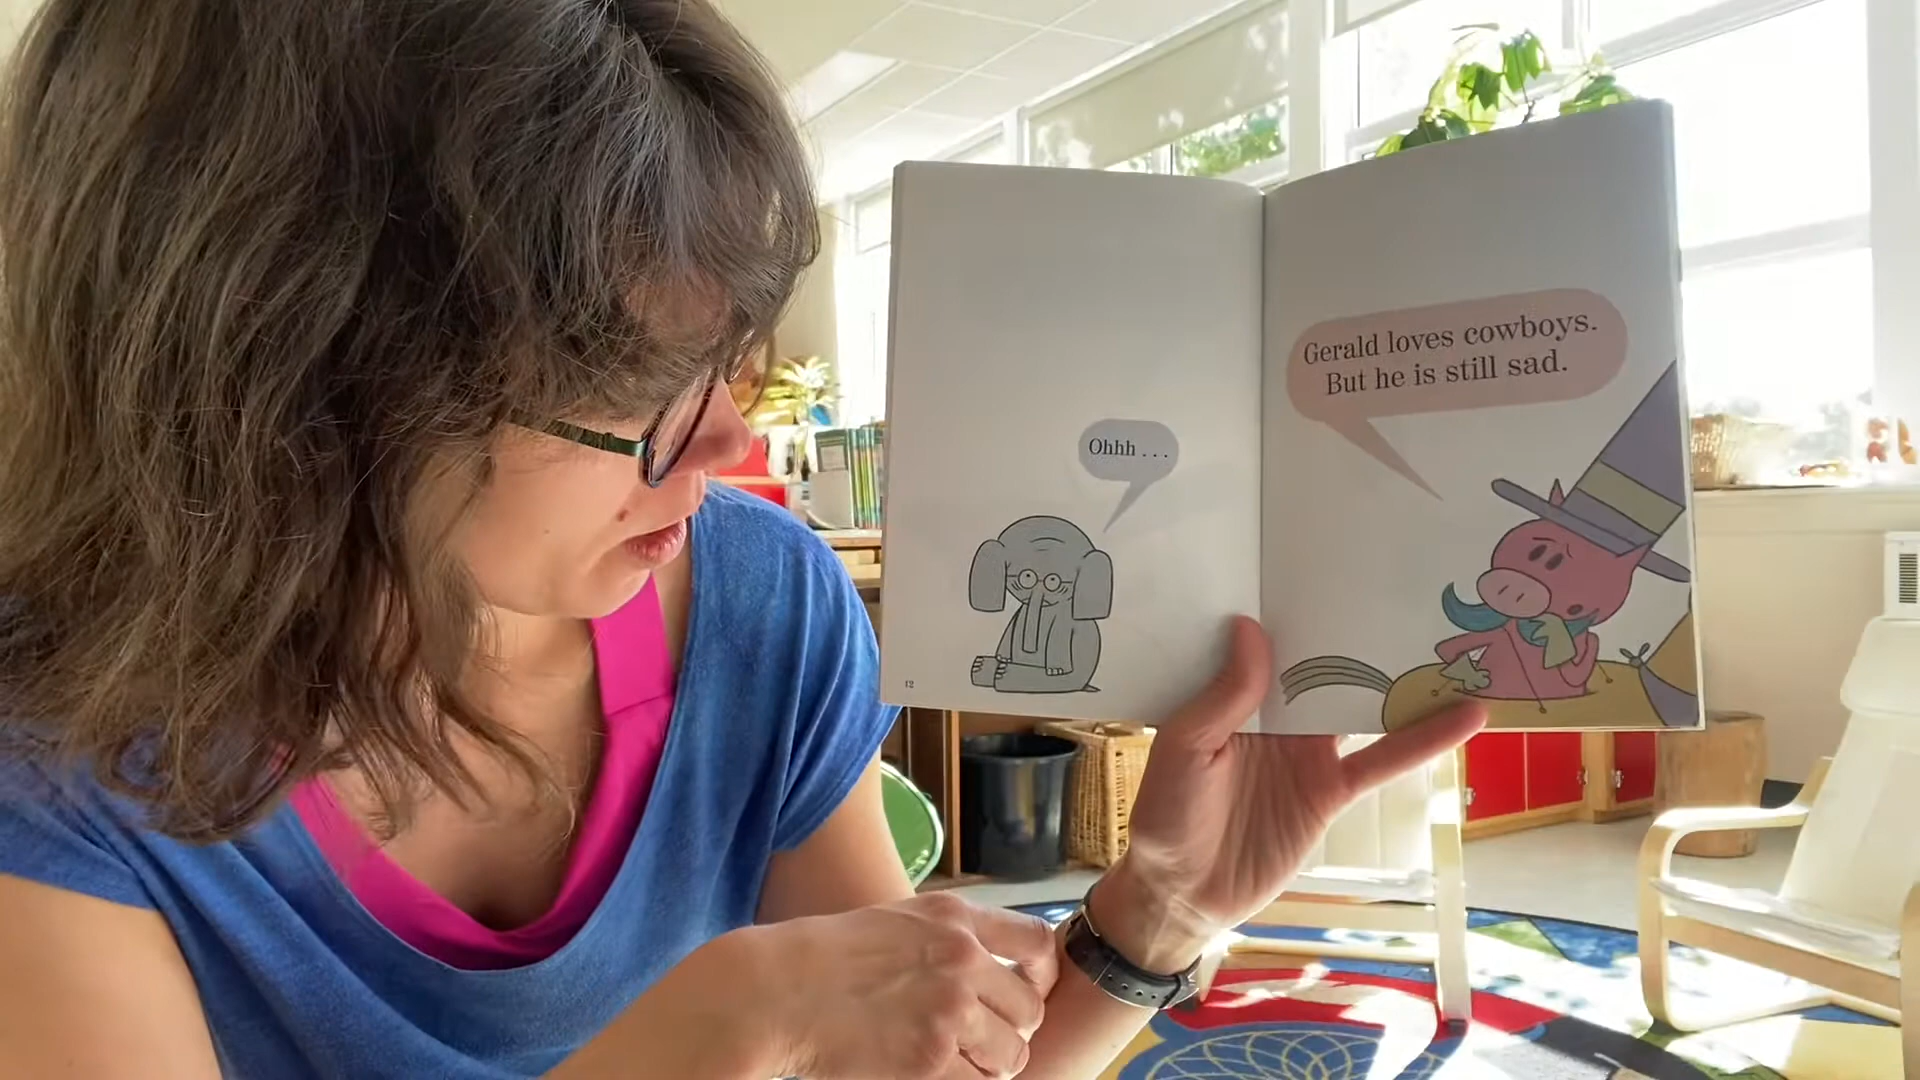 Ohhh . . .
12
Gerald loves cowboys.
But he is still sad.